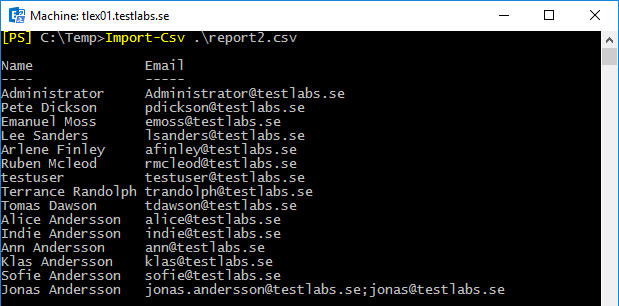 Machine: tlex01.testlabs.se
[PS] C:\Temp>Import-Csv .\report2.csv
Name Email
---- -----
Administrator Administrator@testlabs.se
Pete Dickson pdickson@testlabs.se
Emanuel Moss emoss@testlabs.se
Lee Sanders lsanders@testlabs.se
Arlene Finley afinley@testlabs.se
Ruben Mcleod rmcleod@testlabs.se
testuser testuser@testlabs.se
Terrance Randolph trandolph@testlabs.se
Tomas Dawson tdawson@testlabs.se
Alice Andersson alice@testlabs.se
Indie Andersson indie@testlabs.se
Ann Andersson ann@testlabs.se
Klas Andersson klas@testlabs.se
Sofie Andersson sofie@testlabs.se
Jonas Andersson jonas.andersson@testlabs.se;jonas@testlabs.se